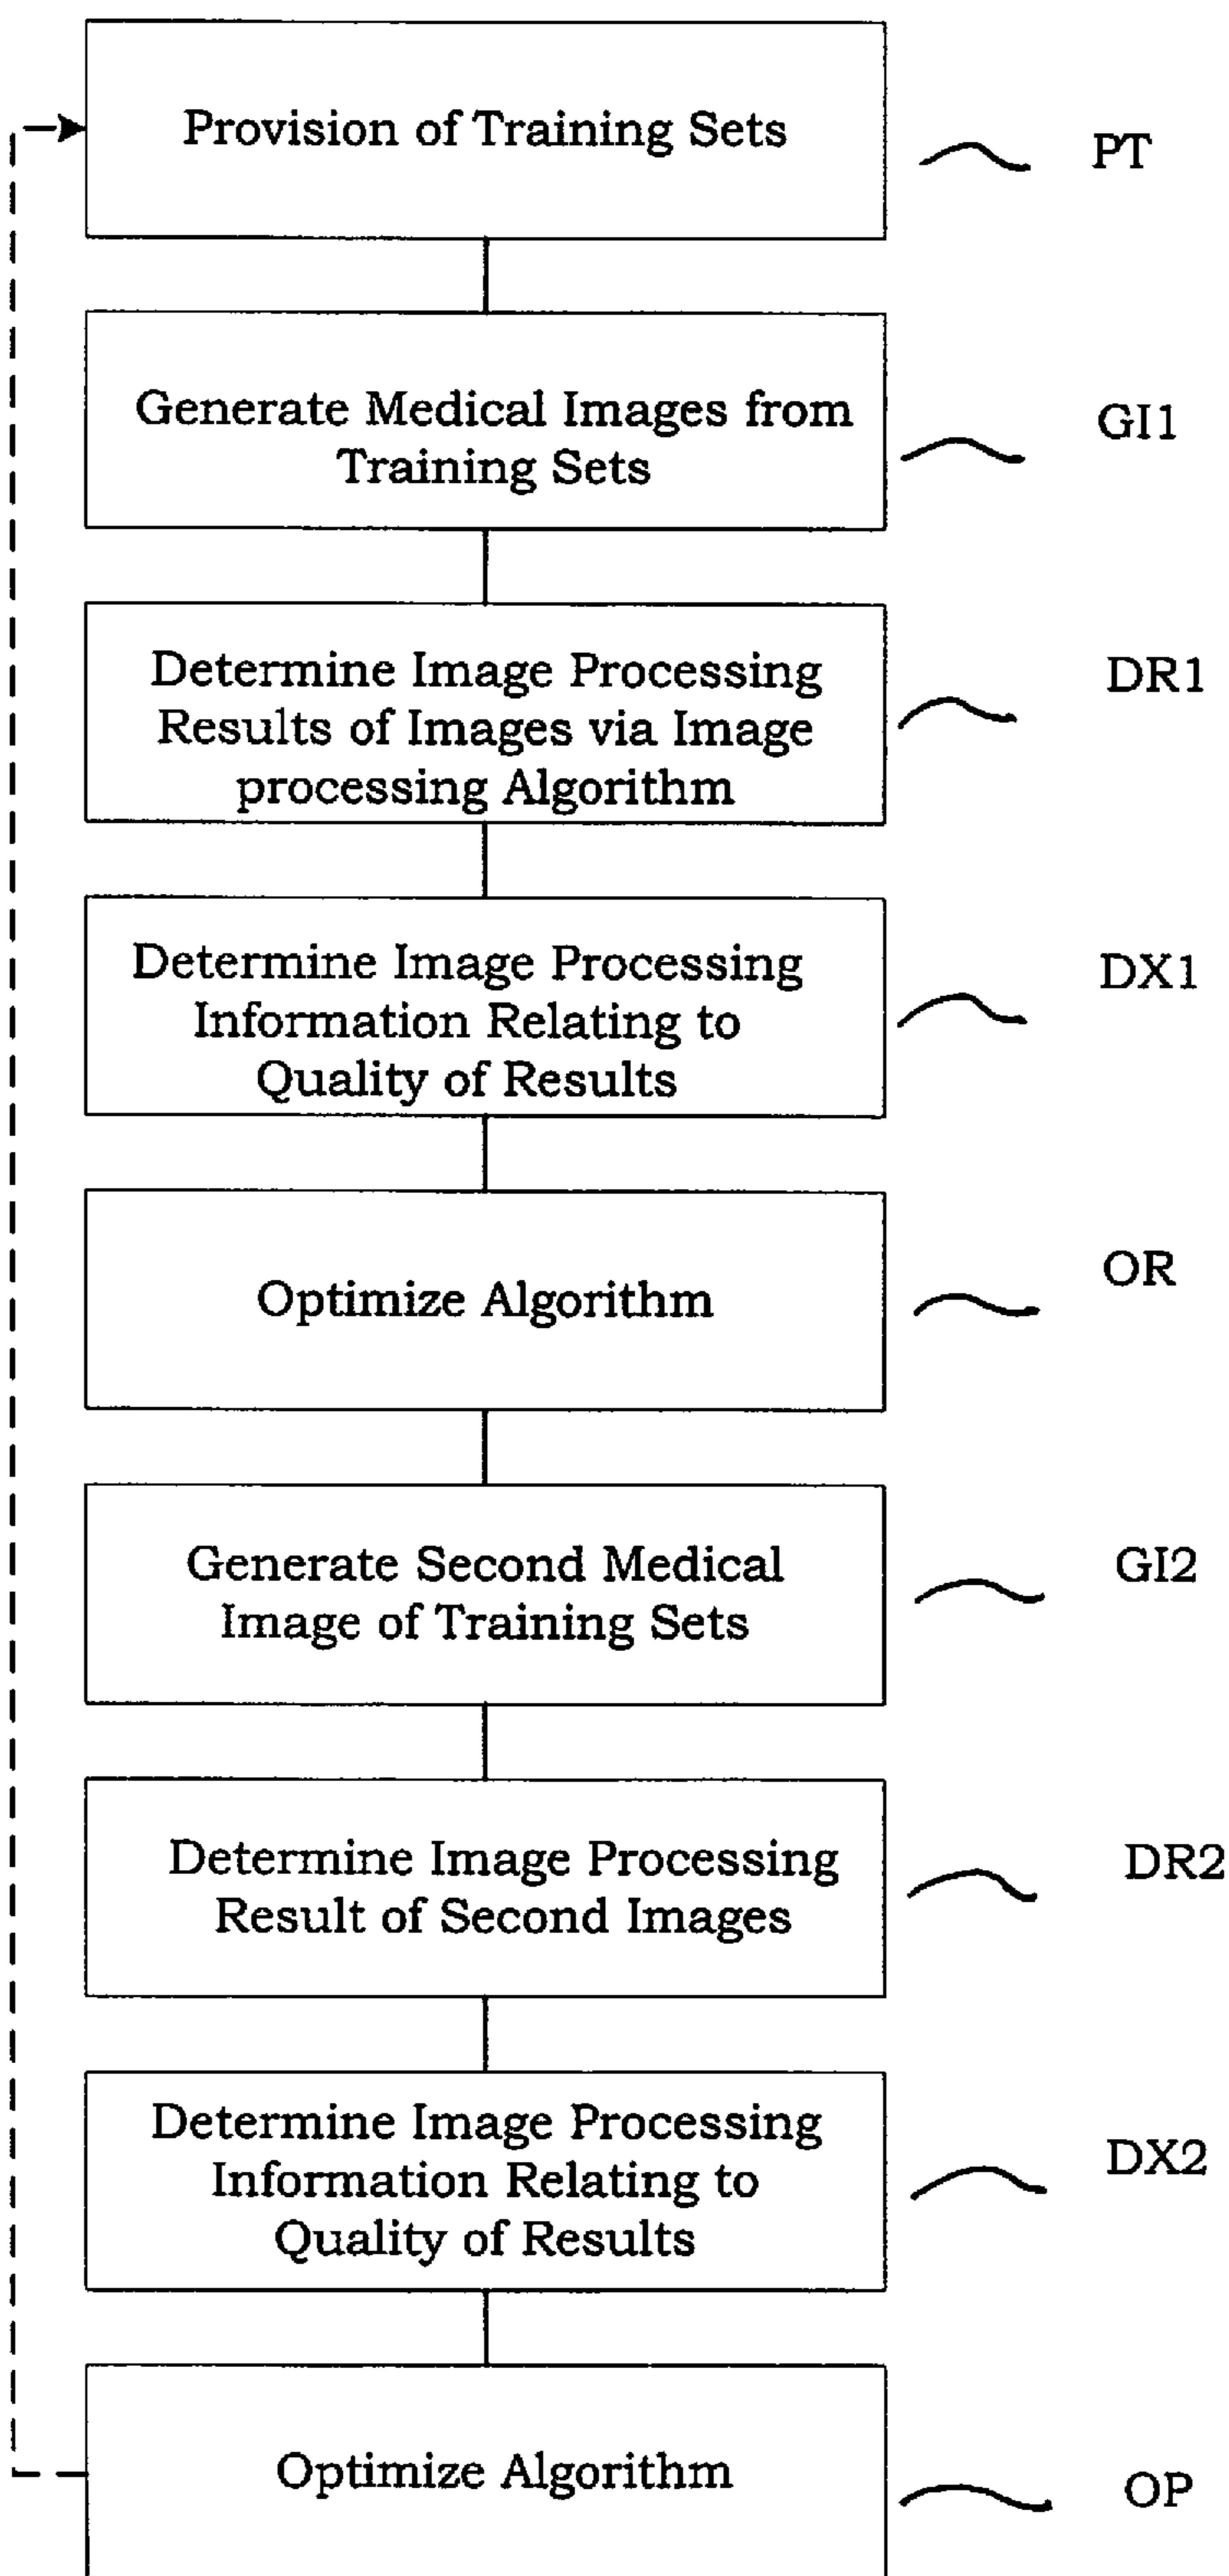 Provision of Training Sets
PT
Generate Medical Images from
Training Sets
GI1
Determine Image Processing
Results of Images via Image
processing Algorithm
DR1
Determine Image Processing
Information Relating to
Quality of Results
DX1
Optimize Algorithm
OR
Generate Second Medical
Image of Training Sets
GI2
Determine Image Processing
Result of Second Images
DR2
Determine Image Processing
Information Relating to
Quality of Results
DX2
Optimize Algorithm
OP